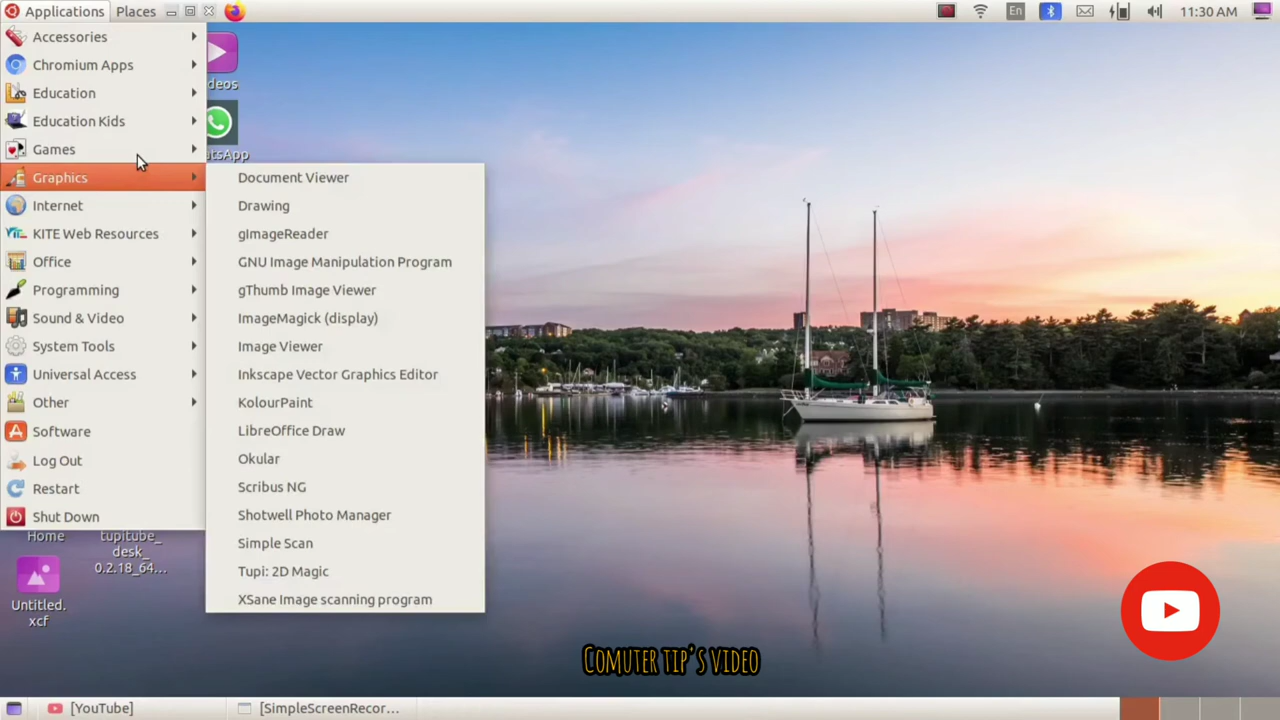 Applications Places En 11:30 AM
Accessories
Chromium Apps
Education
Education Kids
Games
Graphics
Internet
KITE Web Resources
Office
Programming
Sound & Video
System Tools
Universal Access
Other
Software
Log Out
Restart
Shut Down
deos
atsApp
Document Viewer
Drawing
gImageReader
GNU Image Manipulation Program
gThumb Image Viewer
ImageMagick (display)
Image Viewer
Inkscape Vector Graphics Editor
KolourPaint
LibreOffice Draw
Okular
Scribus NG
Shotwell Photo Manager
Simple Scan
Tupi: 2D Magic
XSane Image scanning program
Home
tupitube_
desk_
0.2.18_64...
Untitled.
xcf
Comuter tip's video
[YouTube] [SimpleScreenRecor...